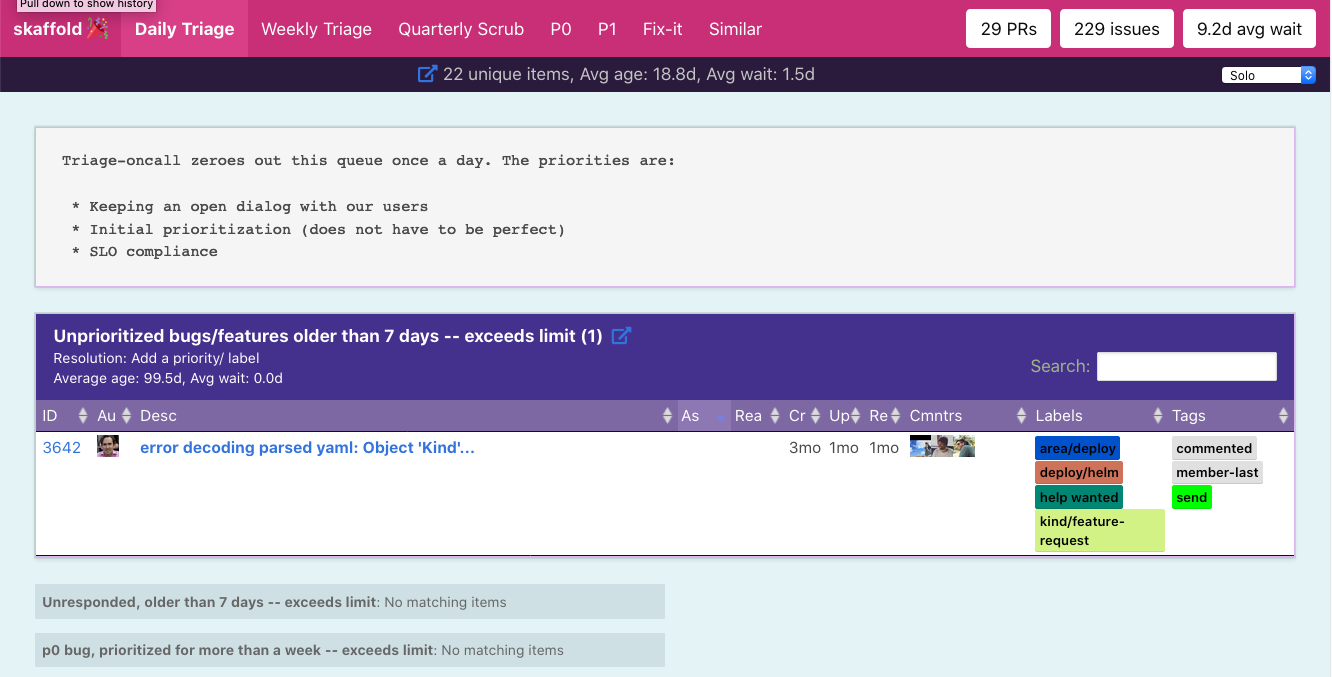 Pull down to show history
skaffold Daily Triage Weekly Triage Quarterly Scrub P0 P1 Fix-it Similar 29 PRs 229 issues 9.2d avg wait
22 unique items, Avg age: 18.8d, Avg wait: 1.5d Solo
Triage-oncall zeroes out this queue once a day. The priorities are:
* Keeping an open dialog with our users
* Initial prioritization (does not have to be perfect)
* SLO compliance
Unprioritized bugs/features older than 7 days -- exceeds limit (1)
Resolution: Add a priority/ label
Average age: 99.5d, Avg wait: 0.0d
Search:
ID Au Desc As Rea Cr Up Re Cmntrs Labels Tags
3642 error decoding parsed yaml: Object 'Kind'... 3mo 1mo 1mo area/deploy commented
deploy/helm member-last
help wanted send
kind/feature-
request
Unresponded, older than 7 days -- exceeds limit: No matching items
p0 bug, prioritized for more than a week -- exceeds limit: No matching items